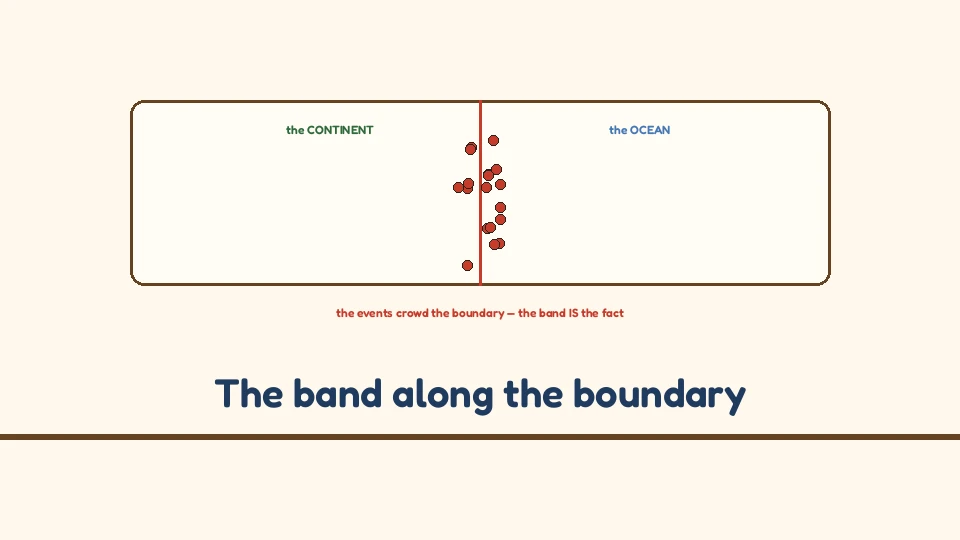 the CONTINENT
the OCEAN
the events crowd the boundary — the band IS the fact
The band along the boundary